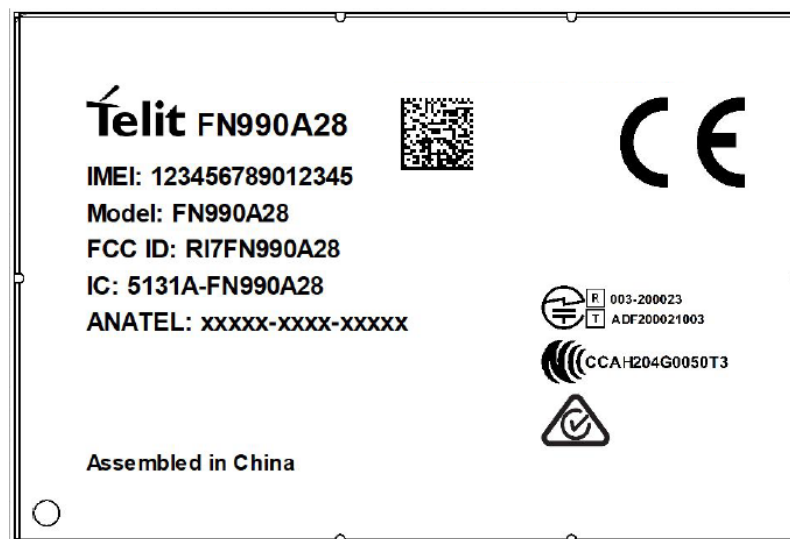 Telit FN990A28
IMEI: 123456789012345
Model: FN990A28
FCC ID: RI7FN990A28
IC: 5131A-FN990A28
ANATEL: xxxxx-xxxx-xxxxx
CE
R 003-200023
T ADF200021003
CCAH204G0050T3
Assembled in China